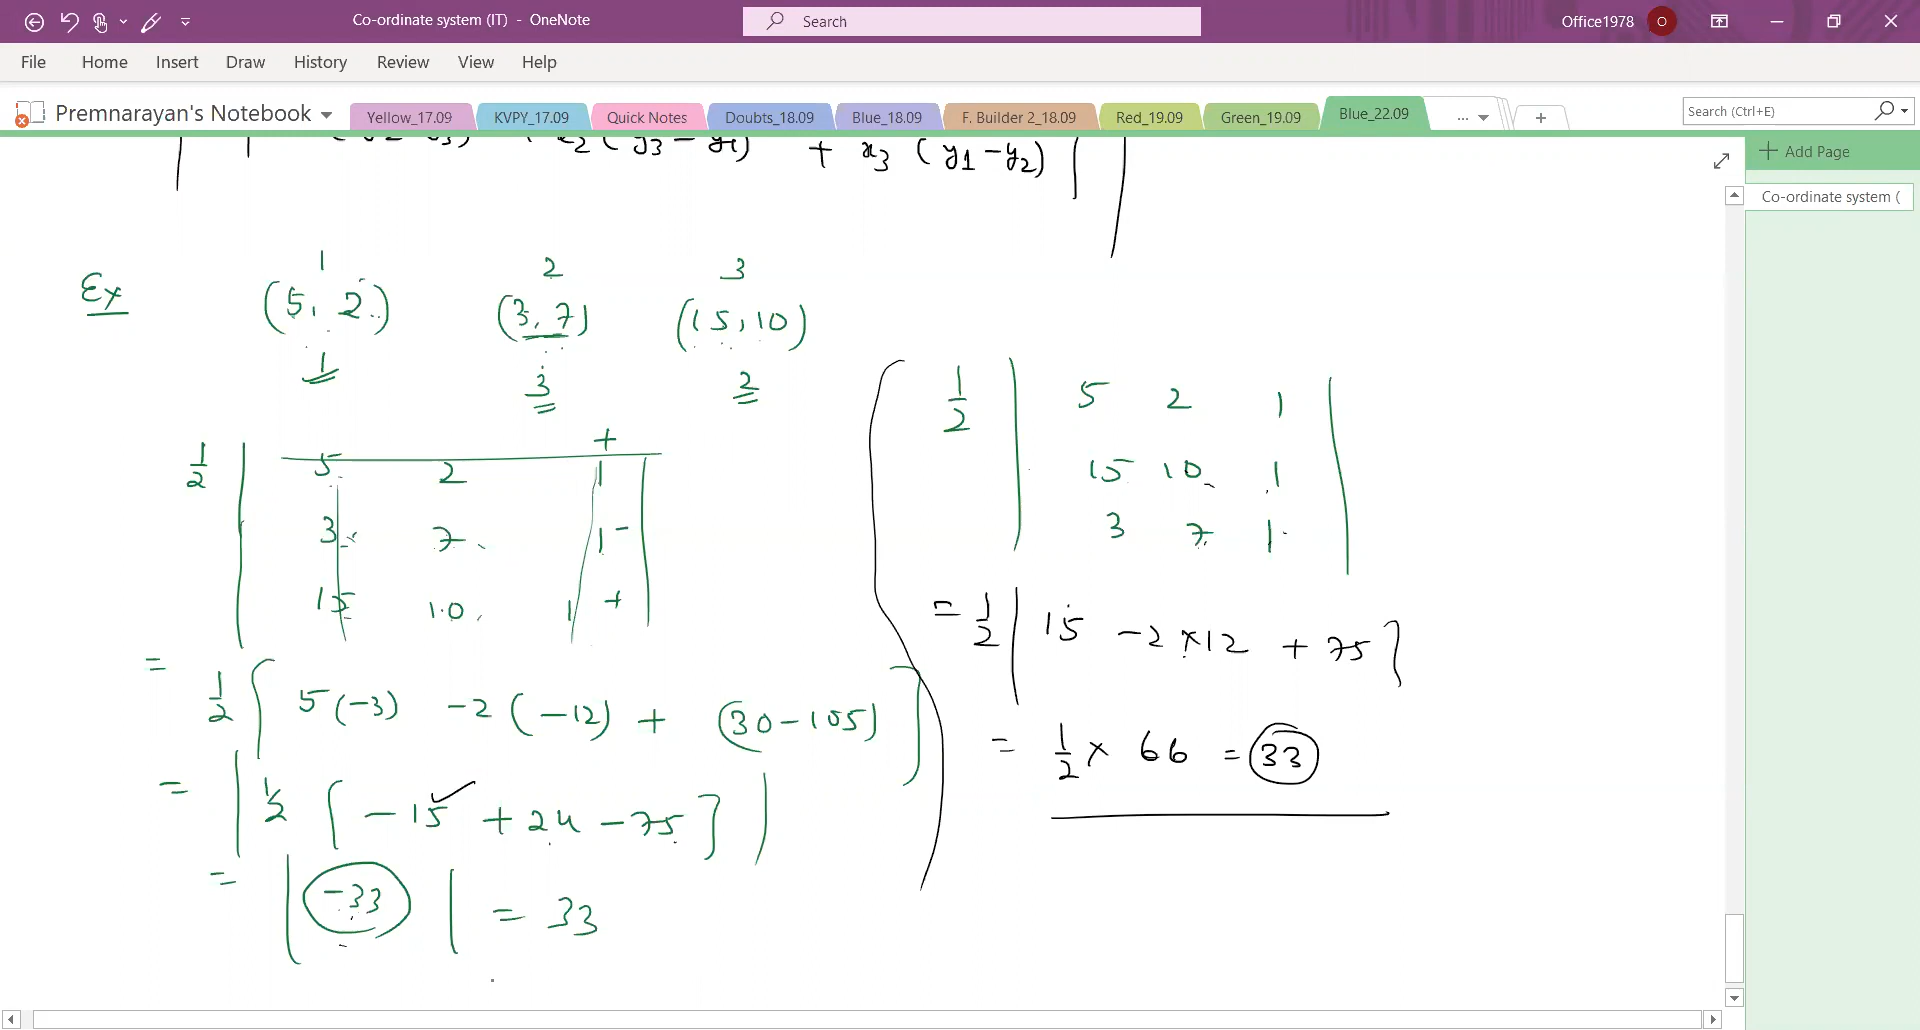 Co-ordinate system (IT) - OneNote
Search
Office1978
O
File Home Insert Draw History Review View Help
Premnarayan's Notebook
Yellow_17.09
KVPY_17.09
Quick Notes
Doubts_18.09
Blue_18.09
F. Builder 2_18.09
Red_19.09
Green_19.09
Blue_22.09
...
+
Search (Ctrl+E)
+ Add Page
Co-ordinate system (
(y3 - y1) + x3 (y1 - y2)
1 2 3
Ex (5, 2) (3, 7) (15, 10)
1 3 2
+
1/2 | 5 2 1 |
3 7 1 -
15 10 1 +
= 1/2 [ 5(-3) -2 (-12) + (30-105) ]
= | 1/2 [ -15 + 24 - 75 ] |
= | -33 | = 33
1/2 | 5 2 1 |
15 10 1
3 7 1
= 1/2 | 15 - 2 × 12 + 75 ]
= 1/2 × 66 = 33